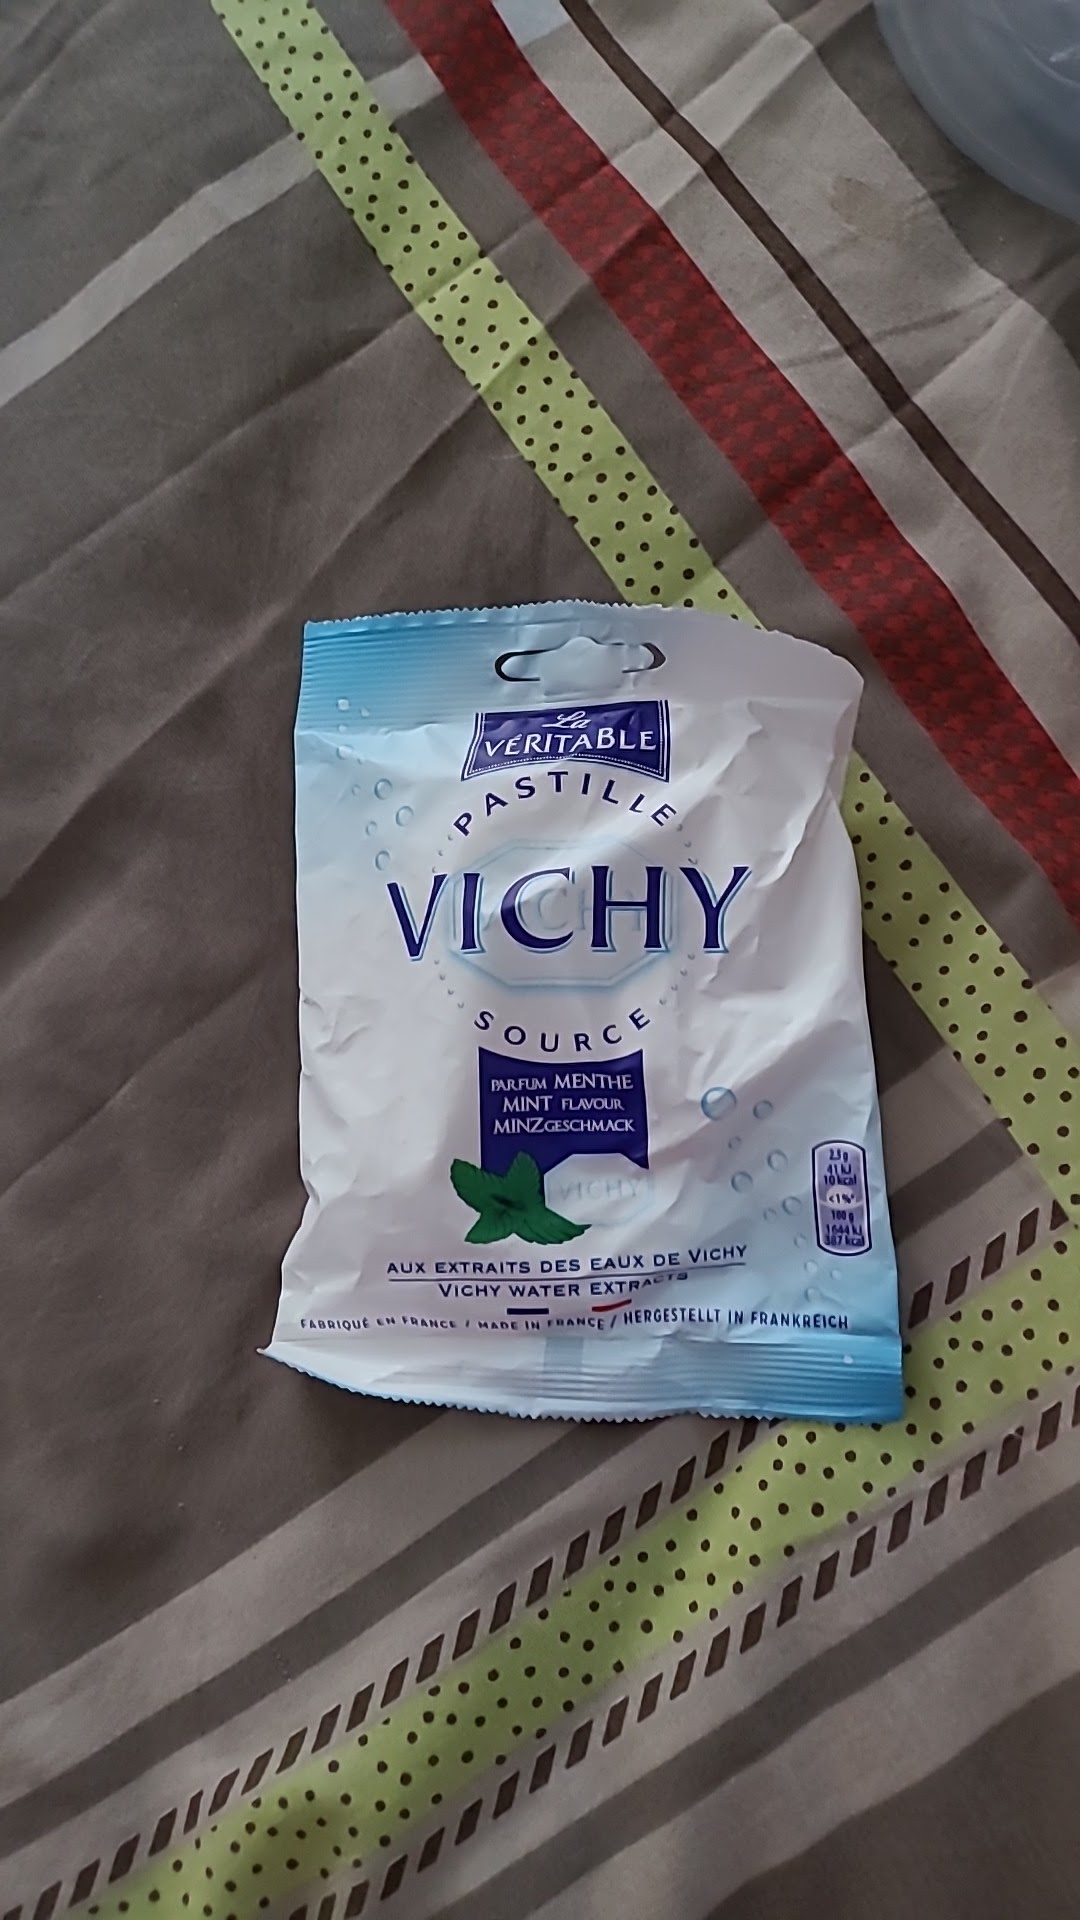 La
VÉRITABLE
PASTILLE
VICHY
SOURCE
PARFUM MENTHE
MINT FLAVOUR
MINZGESCHMACK
VICHY
2,5g
41 kJ
10 kcal
<1%*
100 g
1644 kJ
387 kcal
AUX EXTRAITS DES EAUX DE VICHY
VICHY WATER EXTRACTS
FABRIQUÉ EN FRANCE / MADE IN FRANCE / HERGESTELLT IN FRANKREICH